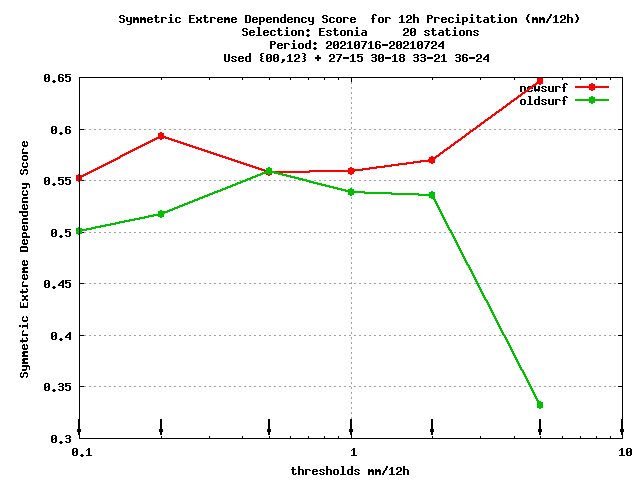 Symmetric Extreme Dependency Score  for 12h Precipitation (mm/12h)
Selection: Estonia     20 stations
Period: 20210716-20210724
Used {00,12} + 27-15 30-18 33-21 36-24
newsurf
oldsurf
Symmetric Extreme Dependency Score
0.65
0.6
0.55
0.5
0.45
0.4
0.35
0.3
0.1 1 10
thresholds mm/12h